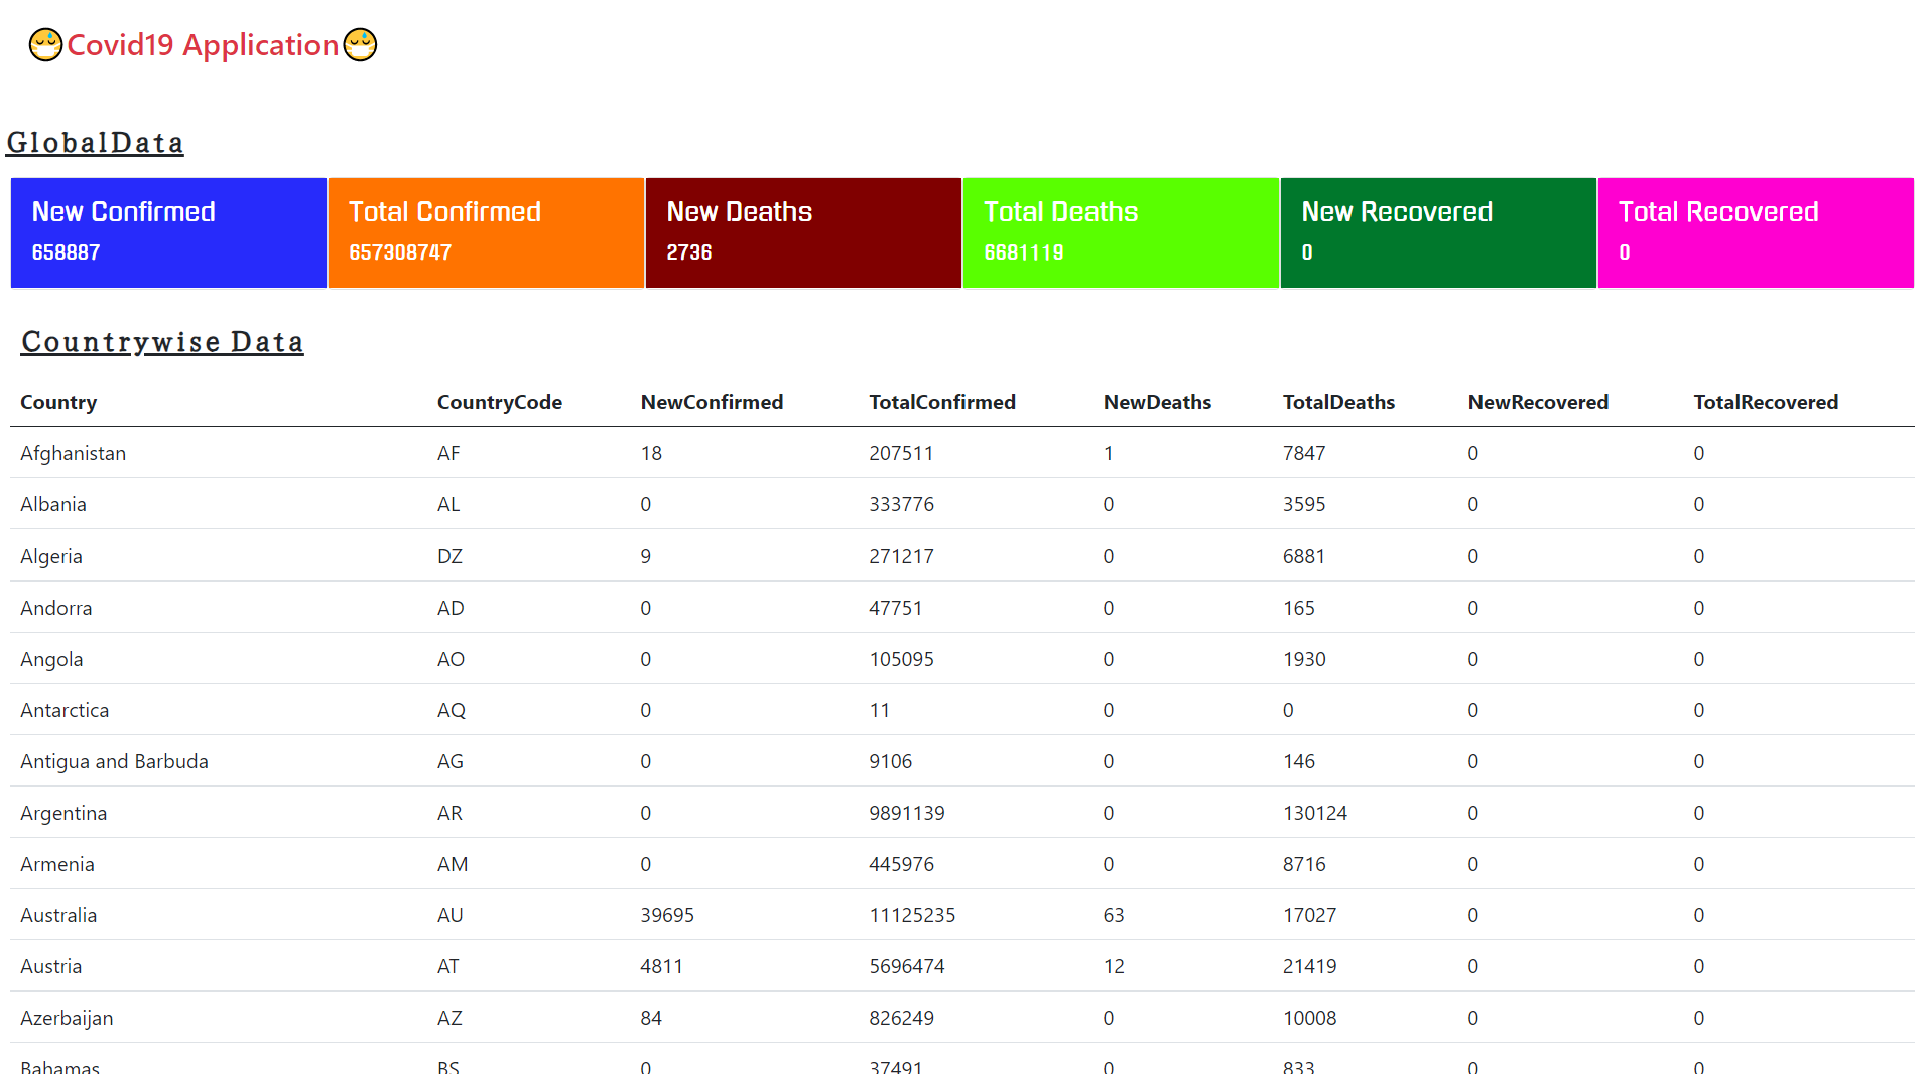 Covid19 Application
GlobalData
New Confirmed Total Confirmed New Deaths Total Deaths New Recovered Total Recovered
658887 657308747 2736 6681119 0 0
Countrywise Data
Country CountryCode NewConfirmed TotalConfirmed NewDeaths TotalDeaths NewRecovered TotalRecovered
Afghanistan AF 18 207511 1 7847 0 0
Albania AL 0 333776 0 3595 0 0
Algeria DZ 9 271217 0 6881 0 0
Andorra AD 0 47751 0 165 0 0
Angola AO 0 105095 0 1930 0 0
Antarctica AQ 0 11 0 0 0 0
Antigua and Barbuda AG 0 9106 0 146 0 0
Argentina AR 0 9891139 0 130124 0 0
Armenia AM 0 445976 0 8716 0 0
Australia AU 39695 11125235 63 17027 0 0
Austria AT 4811 5696474 12 21419 0 0
Azerbaijan AZ 84 826249 0 10008 0 0
Bahamas BS 0 37491 0 833 0 0